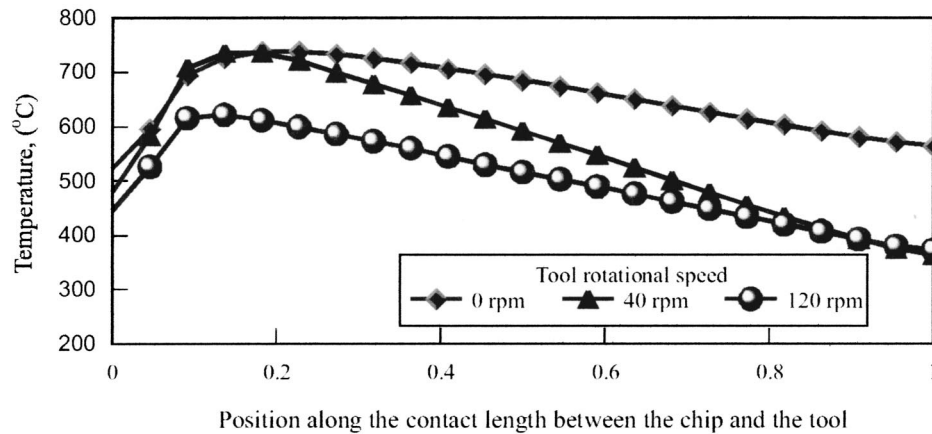 800
700
600
500
400
300
200
Temperature, (°C)
Tool rotational speed
0 rpm
40 rpm
120 rpm
0
0.2
0.4
0.6
0.8
Position along the contact length between the chip and the tool